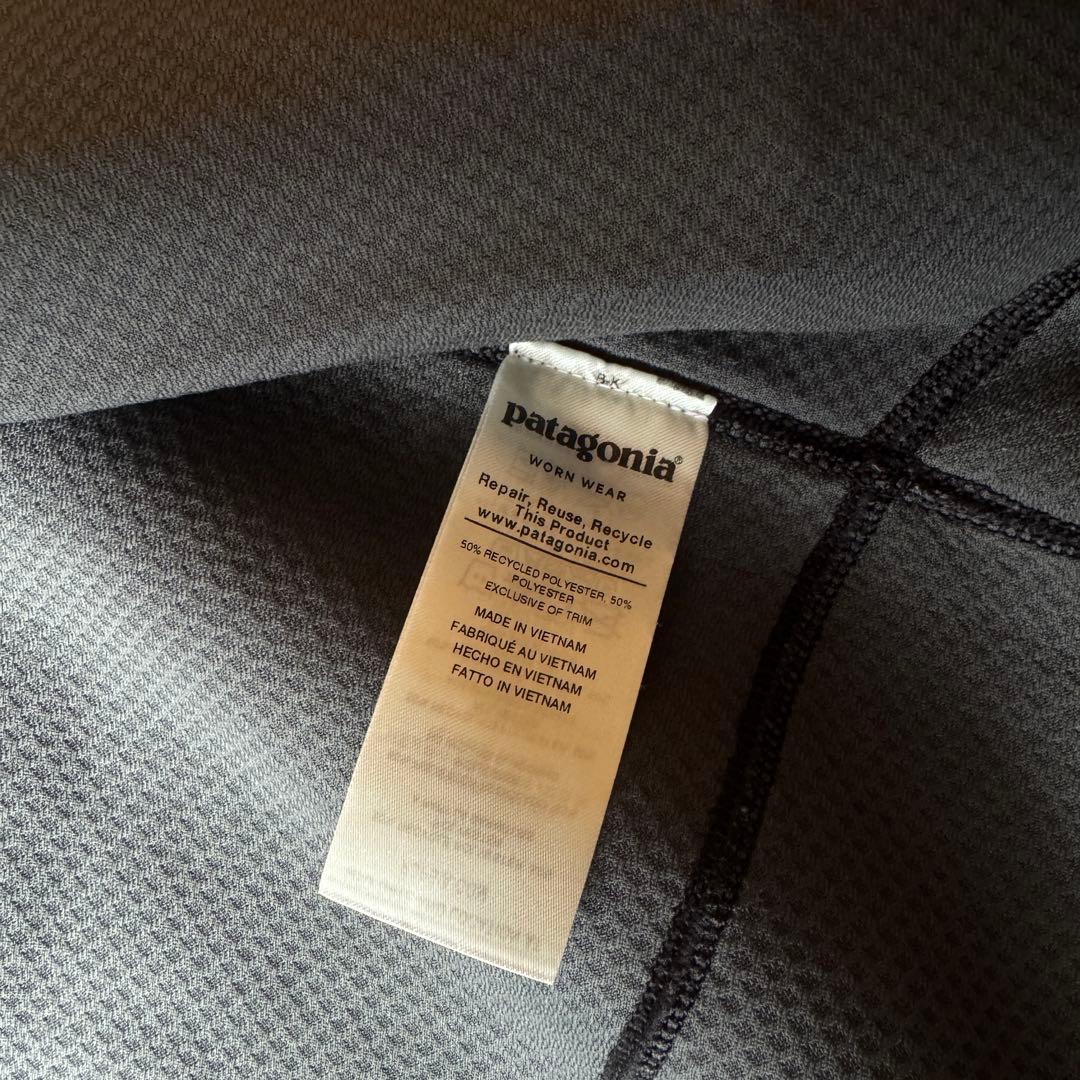 B-K
patagonia®
WORN WEAR
Repair, Reuse, Recycle
This Product
www.patagonia.com
50% RECYCLED POLYESTER, 50%
POLYESTER
EXCLUSIVE OF TRIM
MADE IN VIETNAM
FABRIQUÉ AU VIETNAM
HECHO EN VIETNAM
FATTO IN VIETNAM